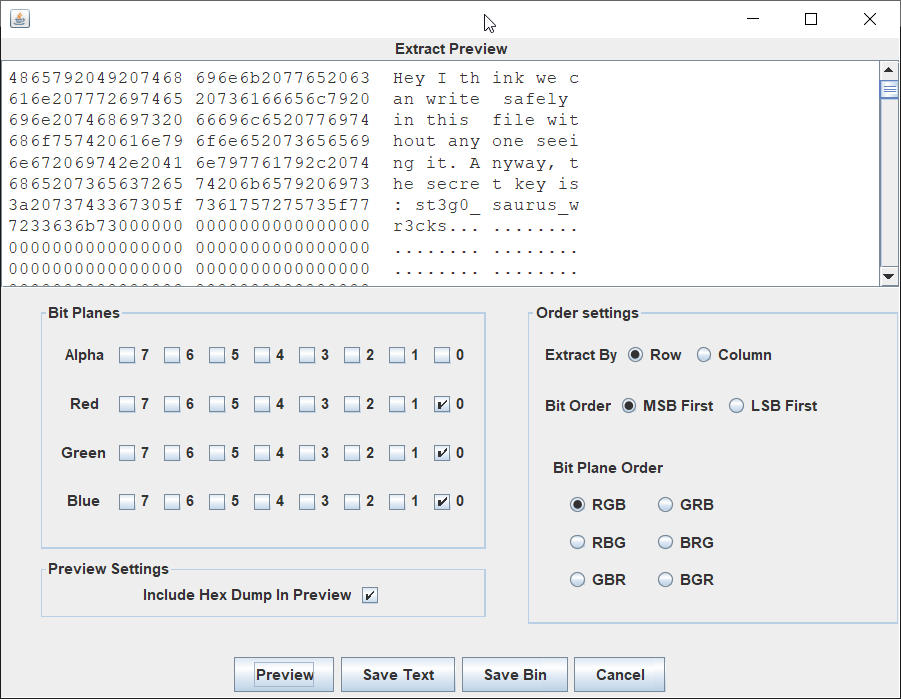 Extract Preview
4865792049207468 696e6b2077652063 Hey I th ink we c
616e207772697465 20736166656c7920 an write  safely
696e207468697320 66696c6520776974 in this  file wit
686f757420616e79 6f6e652073656569 hout any one seei
6e672069742e2041 6e797761792c2074 ng it. A nyway, t
6865207365637265 74206b6579206973 he secre t key is
3a2073743367305f 7361757275735f77 : st3g0_ saurus_w
7233636b73000000 0000000000000000 r3cks... ........
0000000000000000 0000000000000000 ........ ........
0000000000000000 0000000000000000 ........ ........
Bit Planes
Alpha 7 6 5 4 3 2 1 0
Red 7 6 5 4 3 2 1 0
Green 7 6 5 4 3 2 1 0
Blue 7 6 5 4 3 2 1 0
Preview Settings
Include Hex Dump In Preview
Order settings
Extract By Row Column
Bit Order MSB First LSB First
Bit Plane Order
RGB GRB
RBG BRG
GBR BGR
Preview Save Text Save Bin Cancel